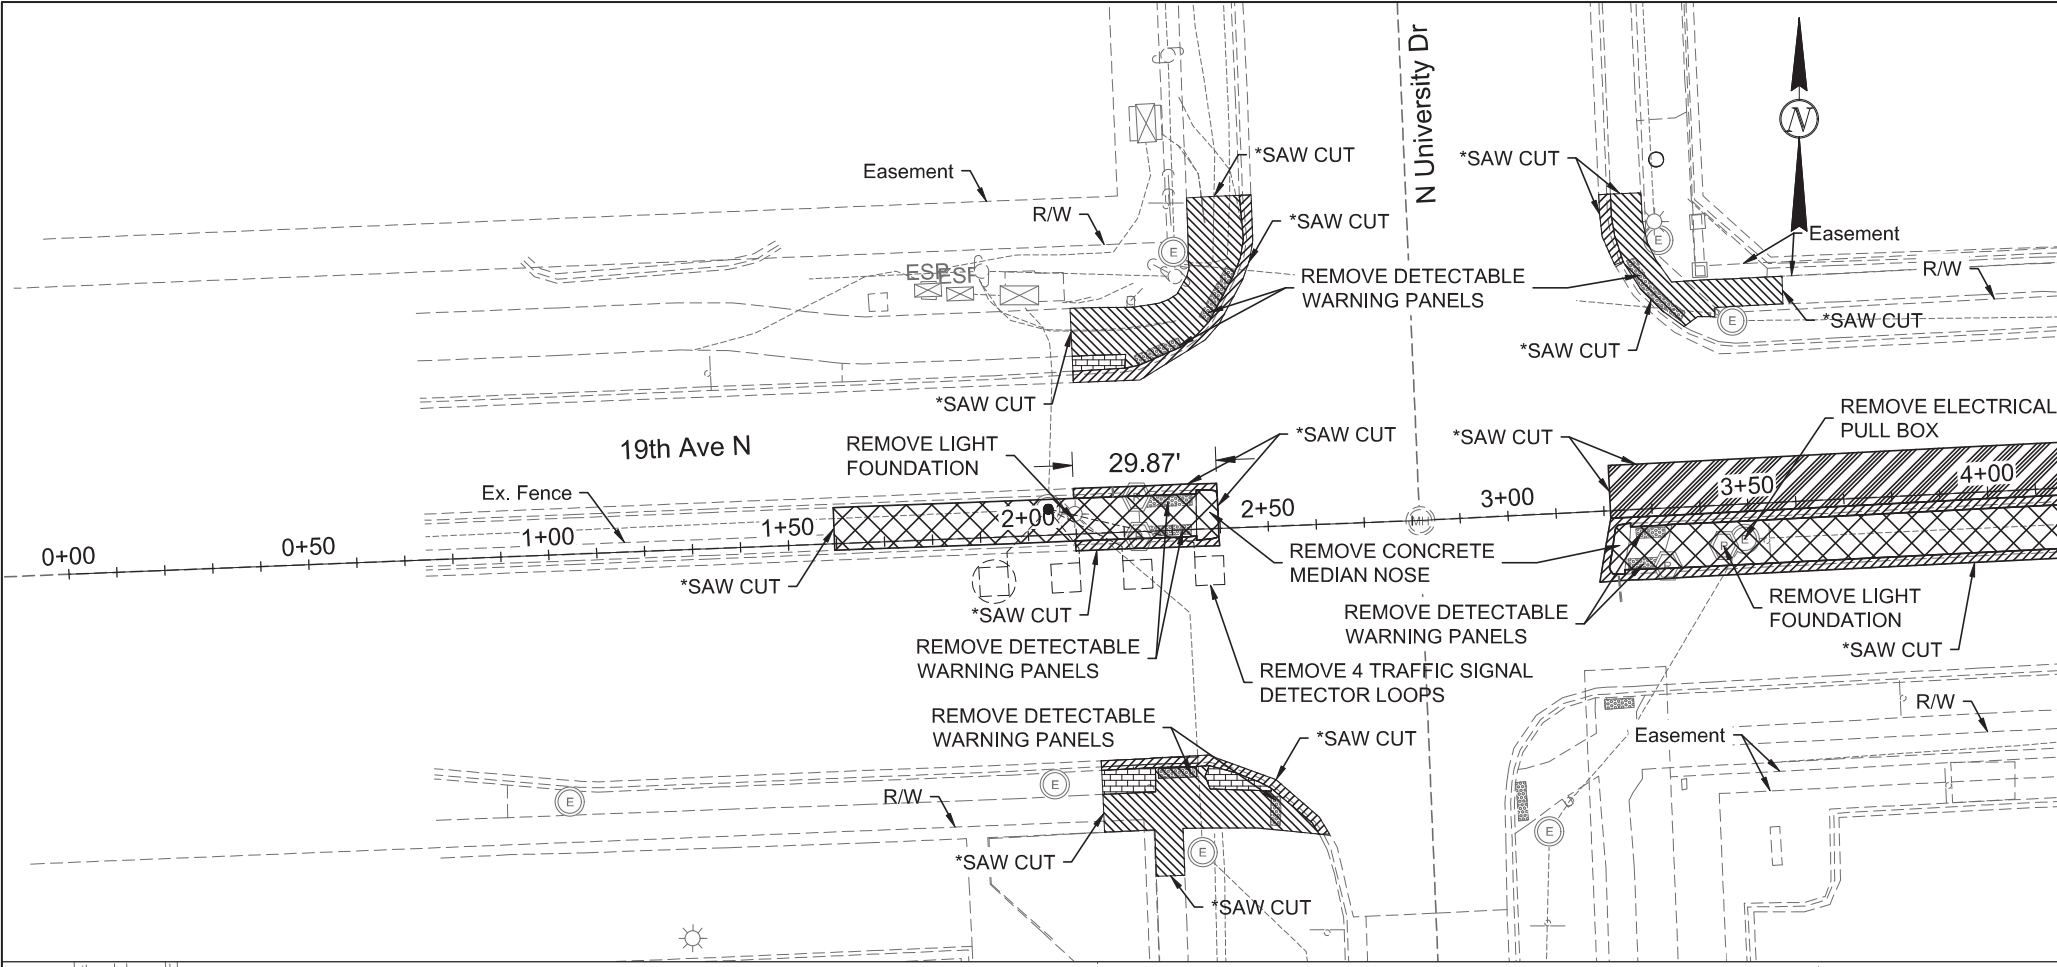 N University Dr
N
*SAW CUT
*SAW CUT
Easement
R/W
*SAW CUT
E
E
Easement
ESP
ESP
REMOVE DETECTABLE
WARNING PANELS
R/W
*SAW CUT
E
*SAW CUT
*SAW CUT
REMOVE ELECTRICAL
PULL BOX
19th Ave N
REMOVE LIGHT
FOUNDATION
29.87'
*SAW CUT
*SAW CUT
Ex. Fence
0+00
0+50
1+00
1+50
2+00
2+50
3+00
3+50
4+00
MH
E
*SAW CUT
*SAW CUT
REMOVE CONCRETE
MEDIAN NOSE
REMOVE DETECTABLE
WARNING PANELS
REMOVE LIGHT
FOUNDATION
*SAW CUT
REMOVE DETECTABLE
WARNING PANELS
REMOVE 4 TRAFFIC SIGNAL
DETECTOR LOOPS
REMOVE DETECTABLE
WARNING PANELS
*SAW CUT
R/W
Easement
E
E
R/W
E
E
*SAW CUT
*SAW CUT